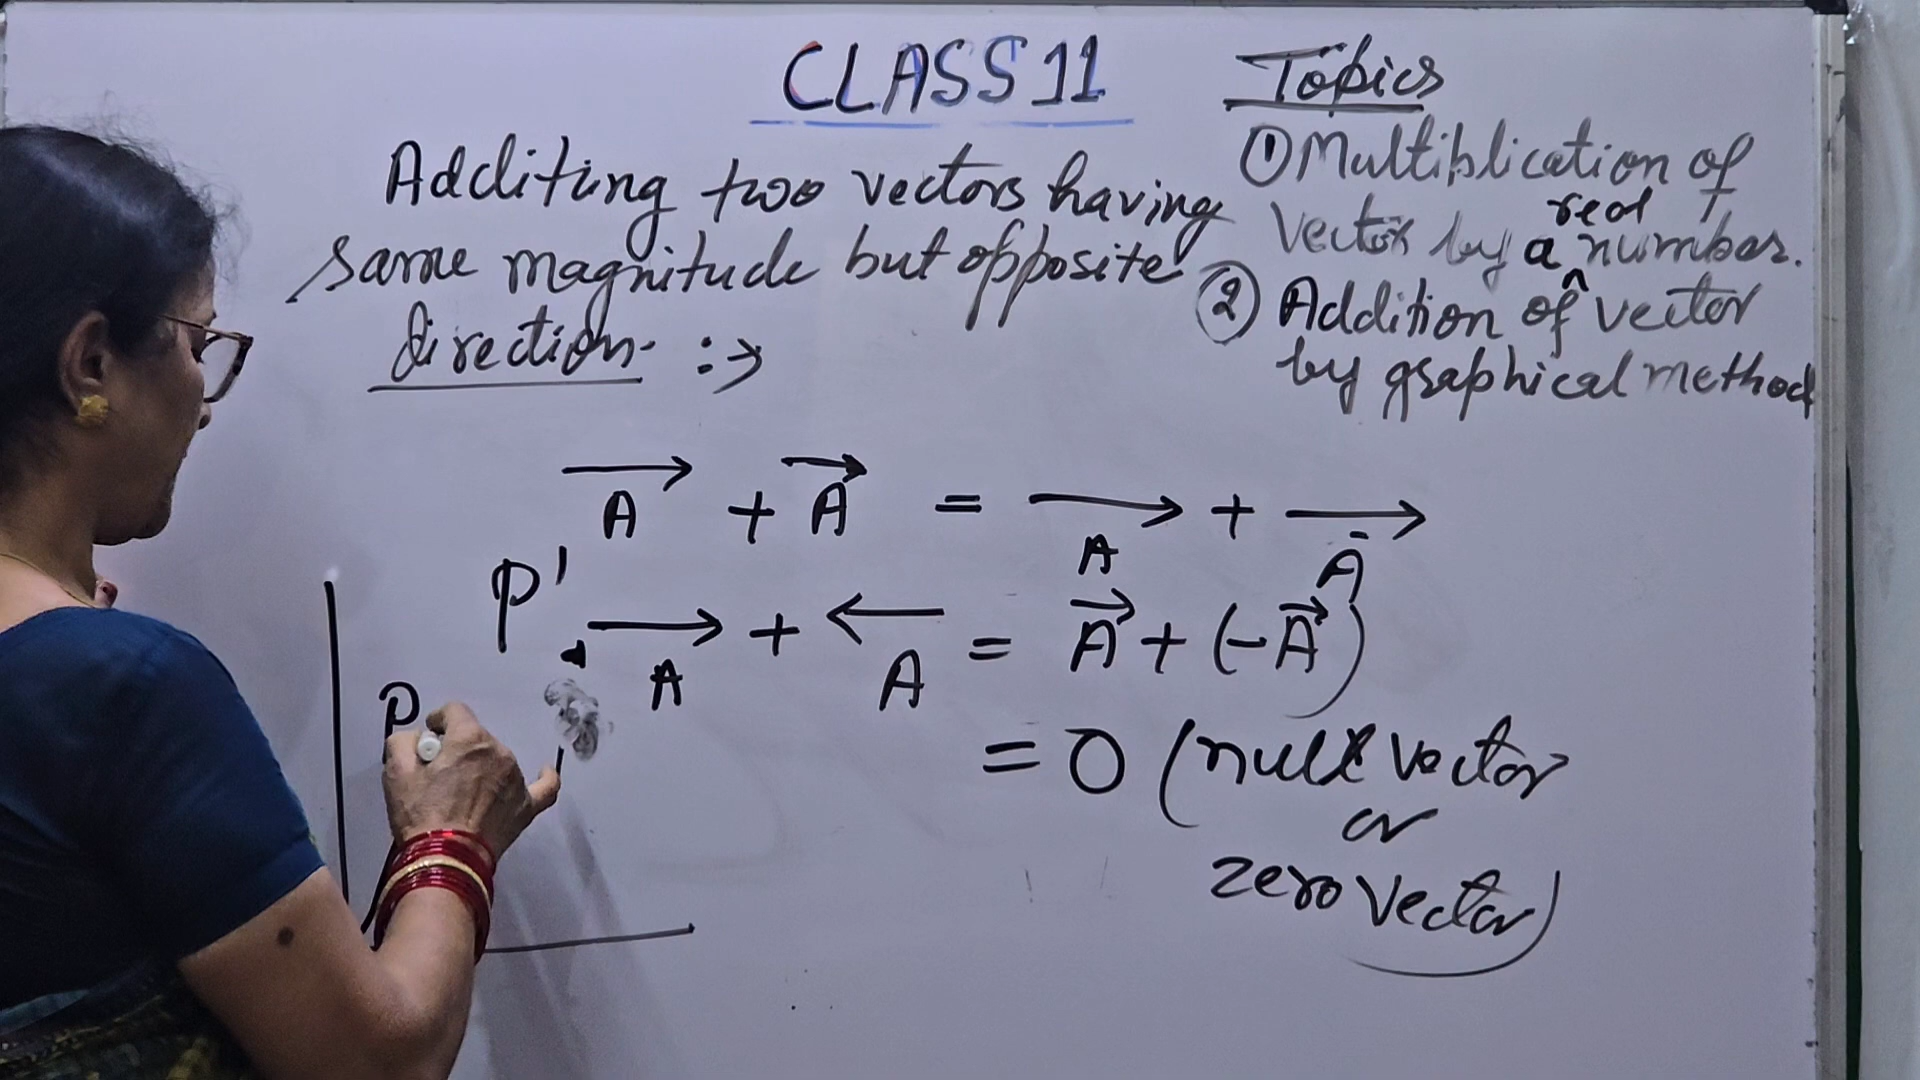 CLASS 11
Additing two vectors having
same magnitude but opposite
direction :→
Topics
① Multiplication of
vector by a real number.
② Addition of vector
by graphical method
A + A = A + A
P'
A + A = A + (-A)
P
= 0 (null vector
or
zero vector)